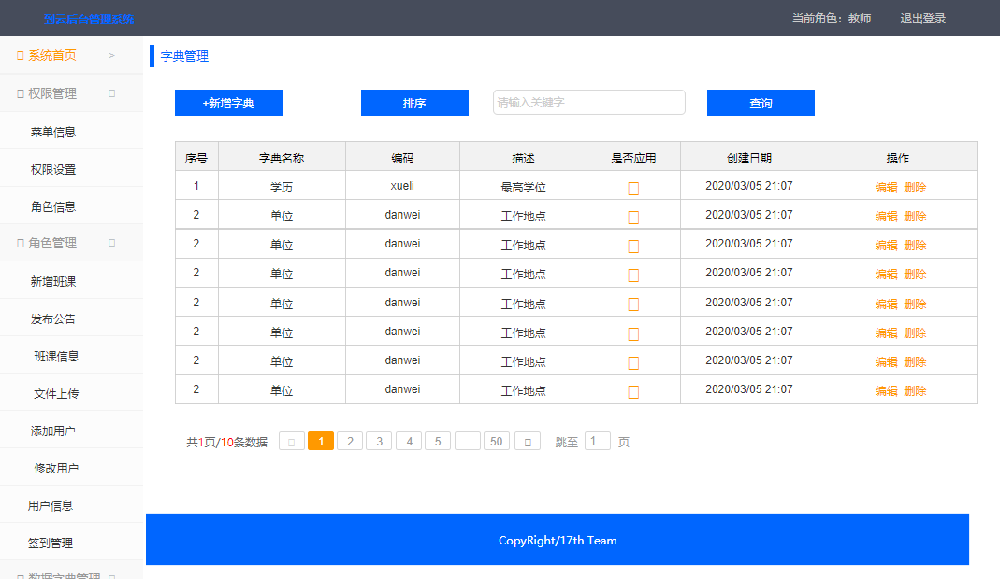 到云后台管理系统 当前角色：教师 退出登录
系统首页 >
权限管理
菜单信息
权限设置
角色信息
角色管理
新增班课
发布公告
班课信息
文件上传
添加用户
修改用户
用户信息
签到管理
数据字典管理
字典管理
+新增字典 排序 请输入关键字 查询
序号 字典名称 编码 描述 是否应用 创建日期 操作
1 学历 xueli 最高学位 2020/03/05 21:07 编辑 删除
2 单位 danwei 工作地点 2020/03/05 21:07 编辑 删除
2 单位 danwei 工作地点 2020/03/05 21:07 编辑 删除
2 单位 danwei 工作地点 2020/03/05 21:07 编辑 删除
2 单位 danwei 工作地点 2020/03/05 21:07 编辑 删除
2 单位 danwei 工作地点 2020/03/05 21:07 编辑 删除
2 单位 danwei 工作地点 2020/03/05 21:07 编辑 删除
2 单位 danwei 工作地点 2020/03/05 21:07 编辑 删除
共1页/10条数据 1 2 3 4 5 ... 50 跳至 1 页
CopyRight/17th Team